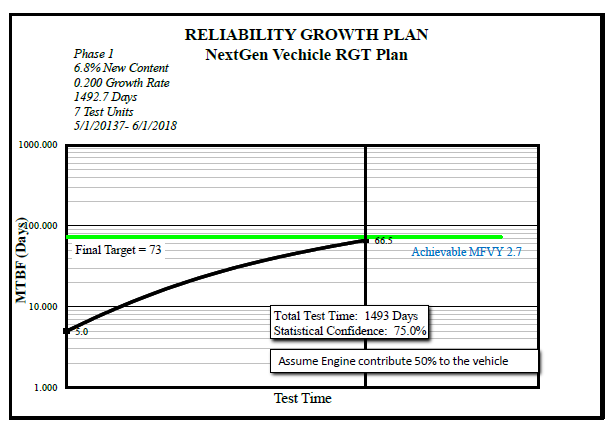 RELIABILITY GROWTH PLAN
NextGen Vechicle RGT Plan
Phase 1
6.8% New Content
0.200 Growth Rate
1492.7 Days
7 Test Units
5/1/20137- 6/1/2018
1000.000
100.000
10.000
1.000
MTBF (Days)
Final Target = 73
66.5
Achievable MFVY 2.7
5.0
Total Test Time: 1493 Days
Statistical Confidence: 75.0%
Assume Engine contribute 50% to the vehicle
Test Time